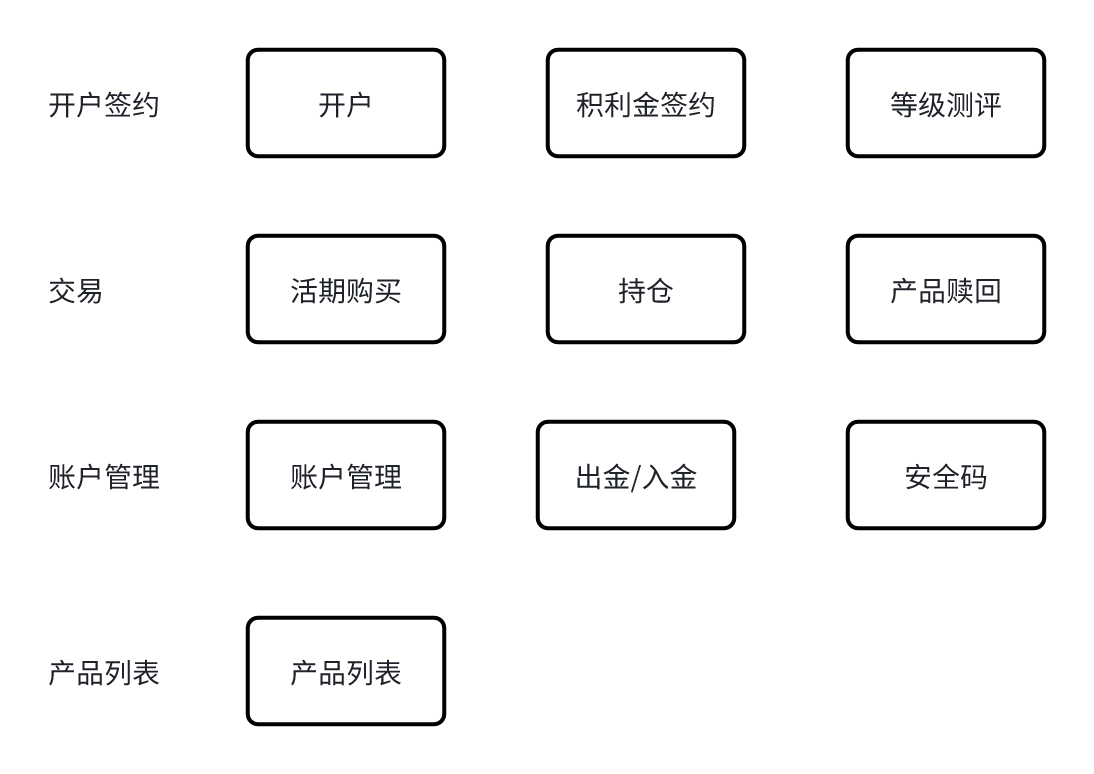 开户签约
开户
积利金签约
等级测评
交易
活期购买
持仓
产品赎回
账户管理
账户管理
出金/入金
安全码
产品列表
产品列表